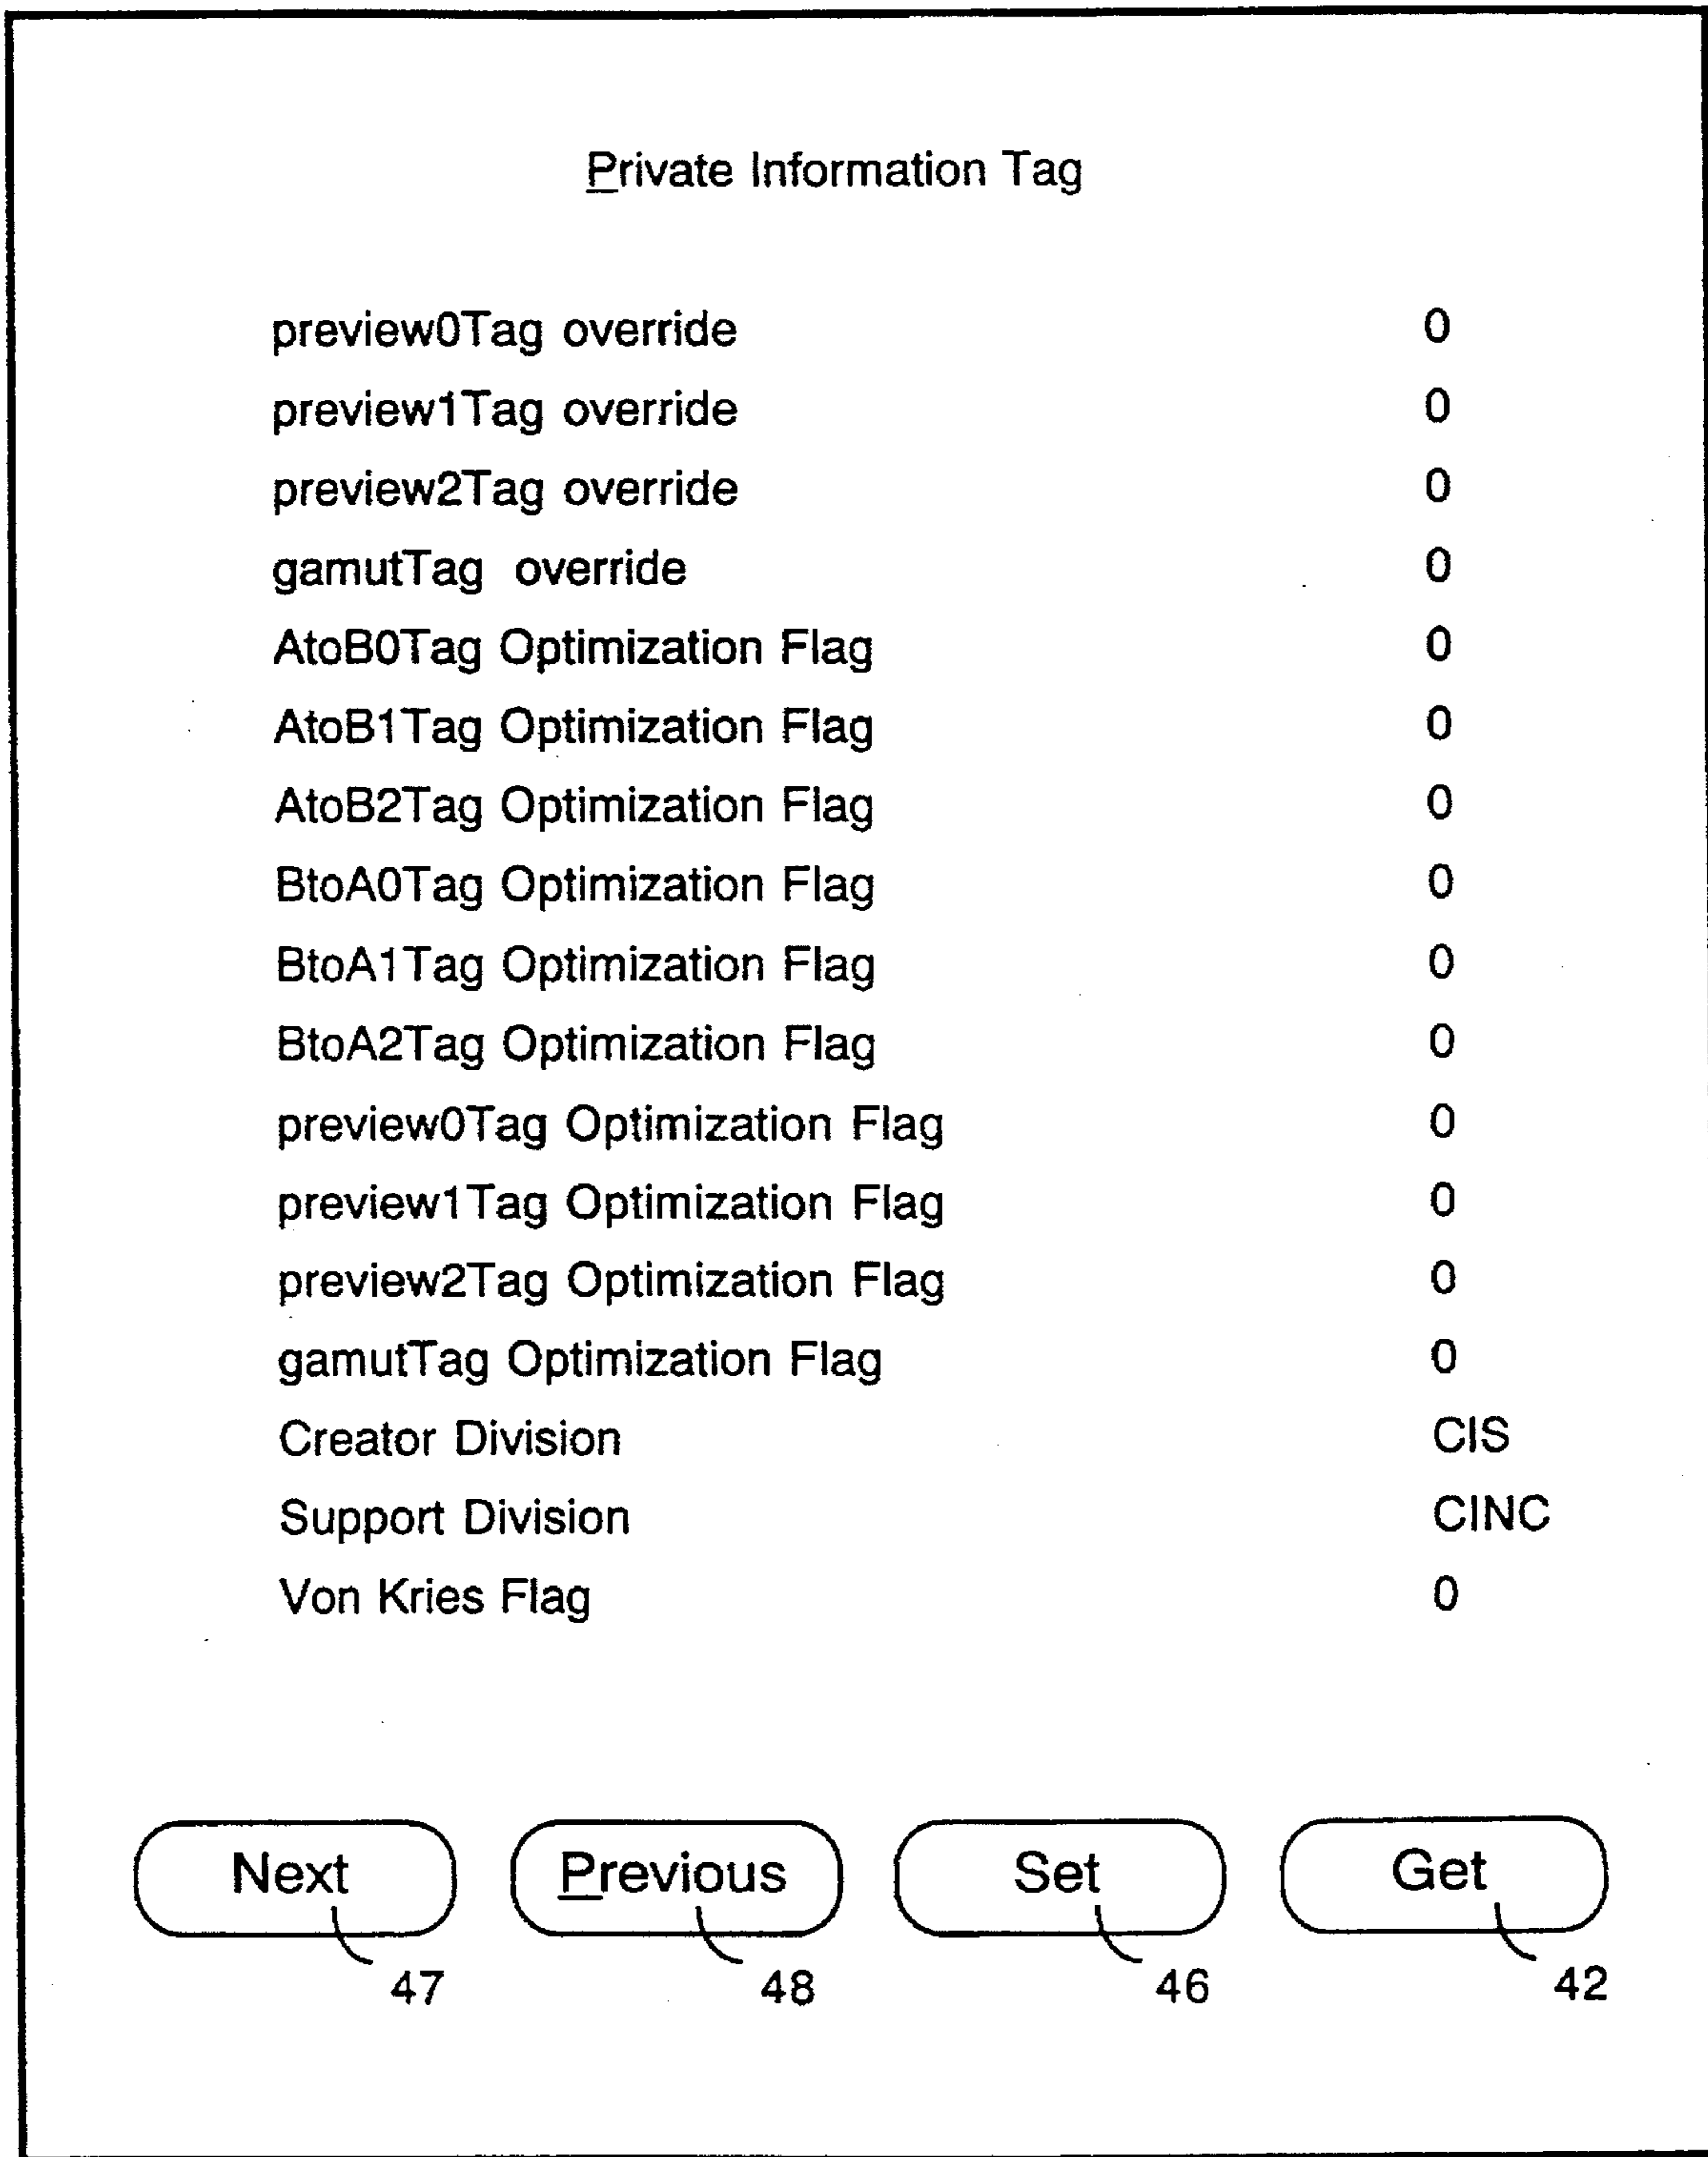 Private Information Tag
preview0Tag override 0
preview1Tag override 0
preview2Tag override 0
gamutTag override 0
AtoB0Tag Optimization Flag 0
AtoB1Tag Optimization Flag 0
AtoB2Tag Optimization Flag 0
BtoA0Tag Optimization Flag 0
BtoA1Tag Optimization Flag 0
BtoA2Tag Optimization Flag 0
preview0Tag Optimization Flag 0
preview1Tag Optimization Flag 0
preview2Tag Optimization Flag 0
gamutTag Optimization Flag 0
Creator Division CIS
Support Division CINC
Von Kries Flag 0
Next Previous Set Get
47 48 46 42